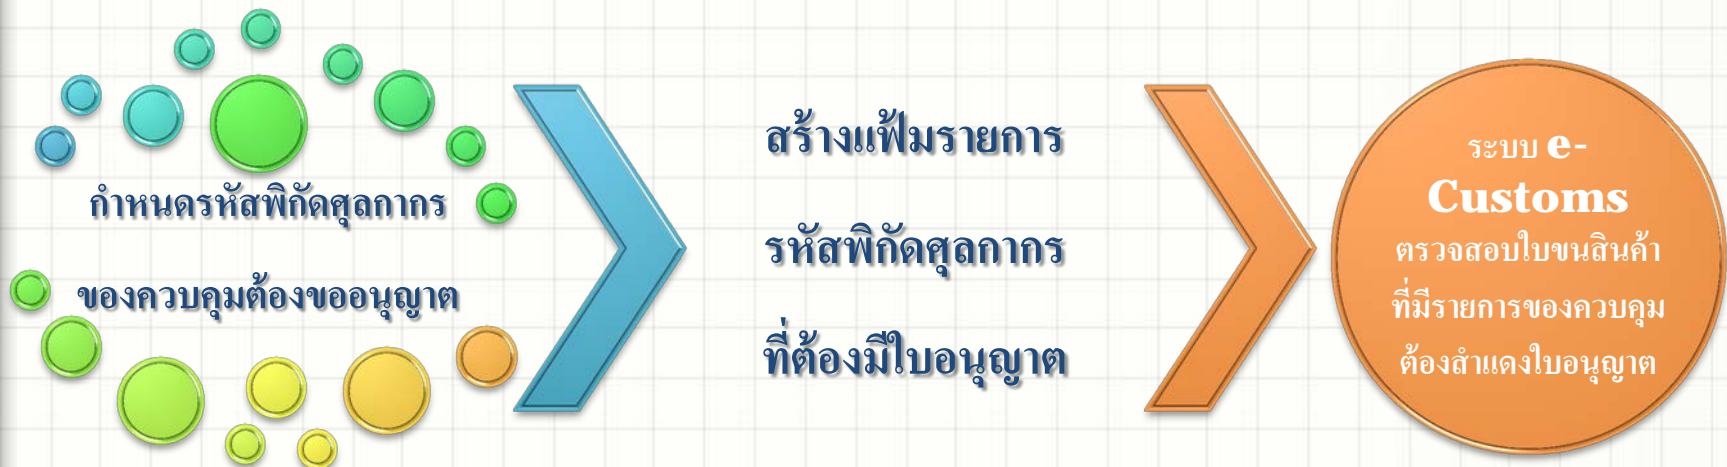 กำหนดรหัสพิกัดศุลกากร
ของควบคุมต้องขออนุญาต
สร้างแฟ้มรายการ
รหัสพิกัดศุลกากร
ที่ต้องมีใบอนุญาต
ระบบ e-
Customs
ตรวจสอบใบขนสินค้า
ที่มีรายการของควบคุม
ต้องสำแดงใบอนุญาต